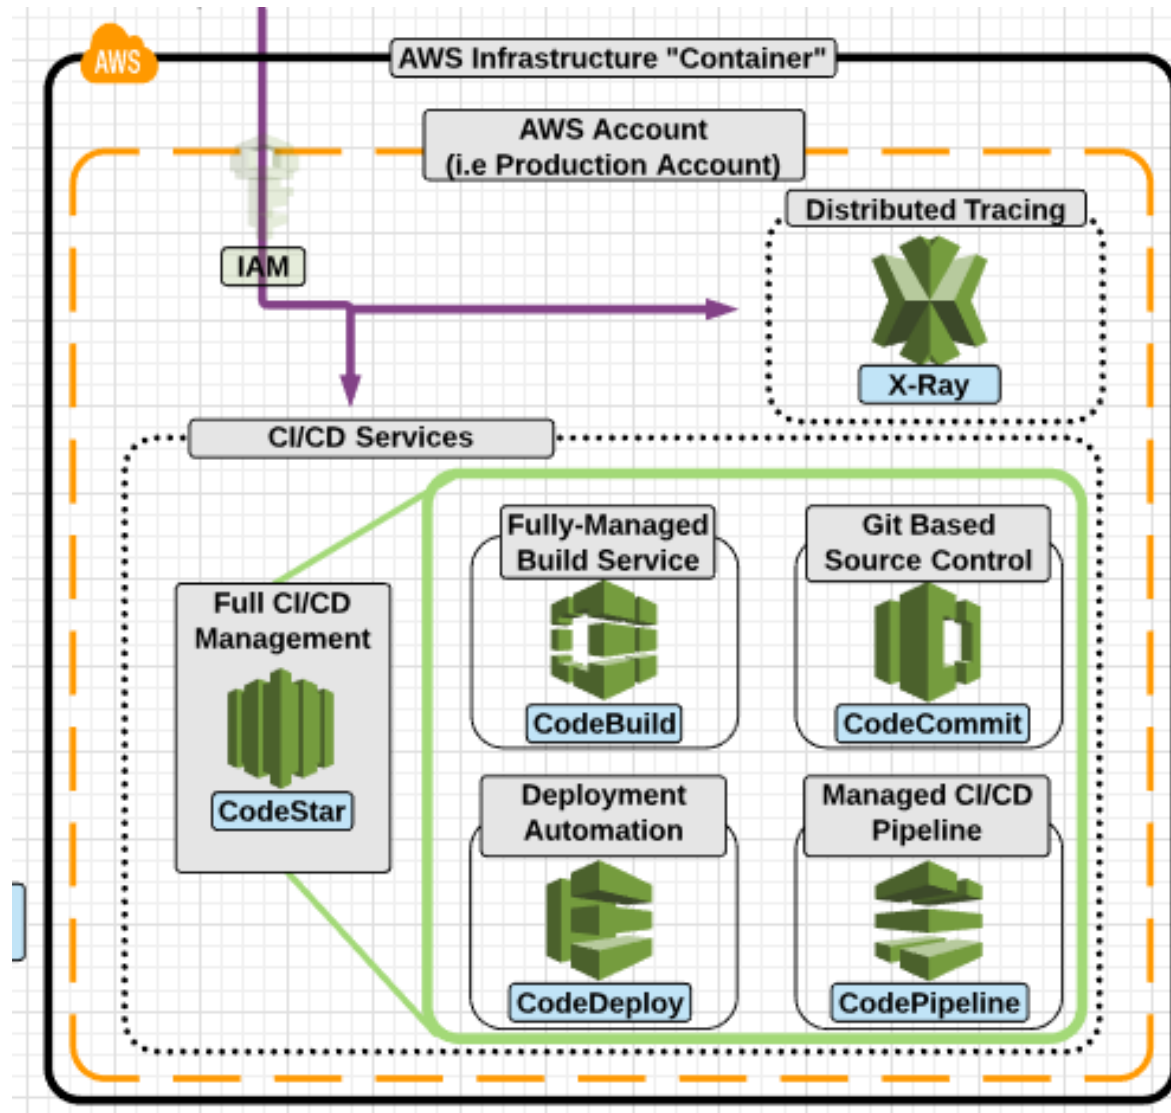 AWS
AWS Infrastructure "Container"
AWS Account
(i.e Production Account)
Distributed Tracing
IAM
X-Ray
CI/CD Services
Fully-Managed
Build Service
Git Based
Source Control
Full CI/CD
Management
CodeBuild
CodeCommit
CodeStar
Deployment
Automation
Managed CI/CD
Pipeline
CodeDeploy
CodePipeline